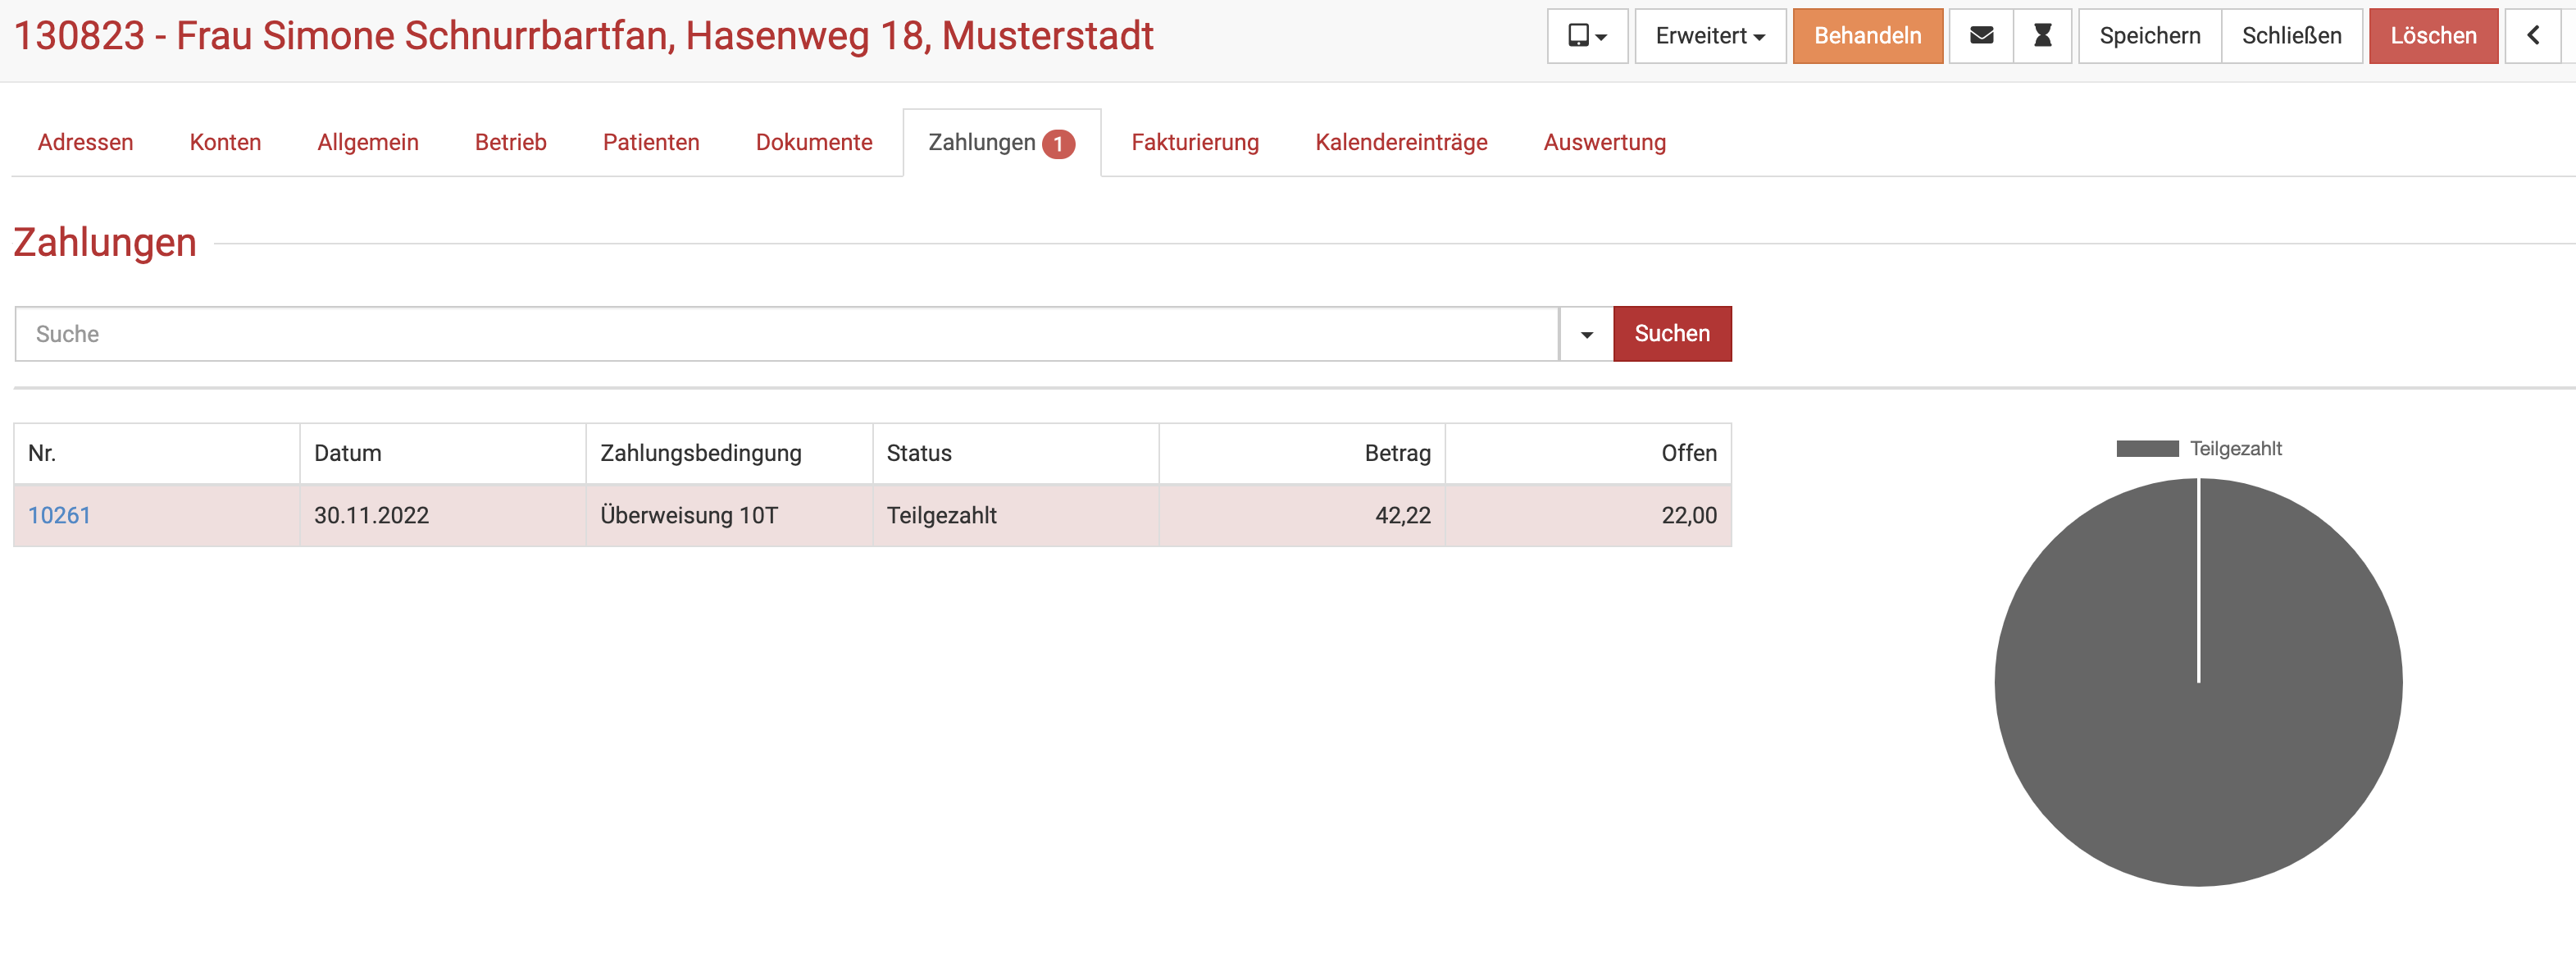 130823 - Frau Simone Schnurrbartfan, Hasenweg 18, Musterstadt
Erweitert Behandeln Speichern Schließen Löschen
Adressen Konten Allgemein Betrieb Patienten Dokumente Zahlungen 1 Fakturierung Kalendereinträge Auswertung
Zahlungen
Suche Suchen
Nr. Datum Zahlungsbedingung Status Betrag Offen
10261 30.11.2022 Überweisung 10T Teilgezahlt 42,22 22,00
Teilgezahlt